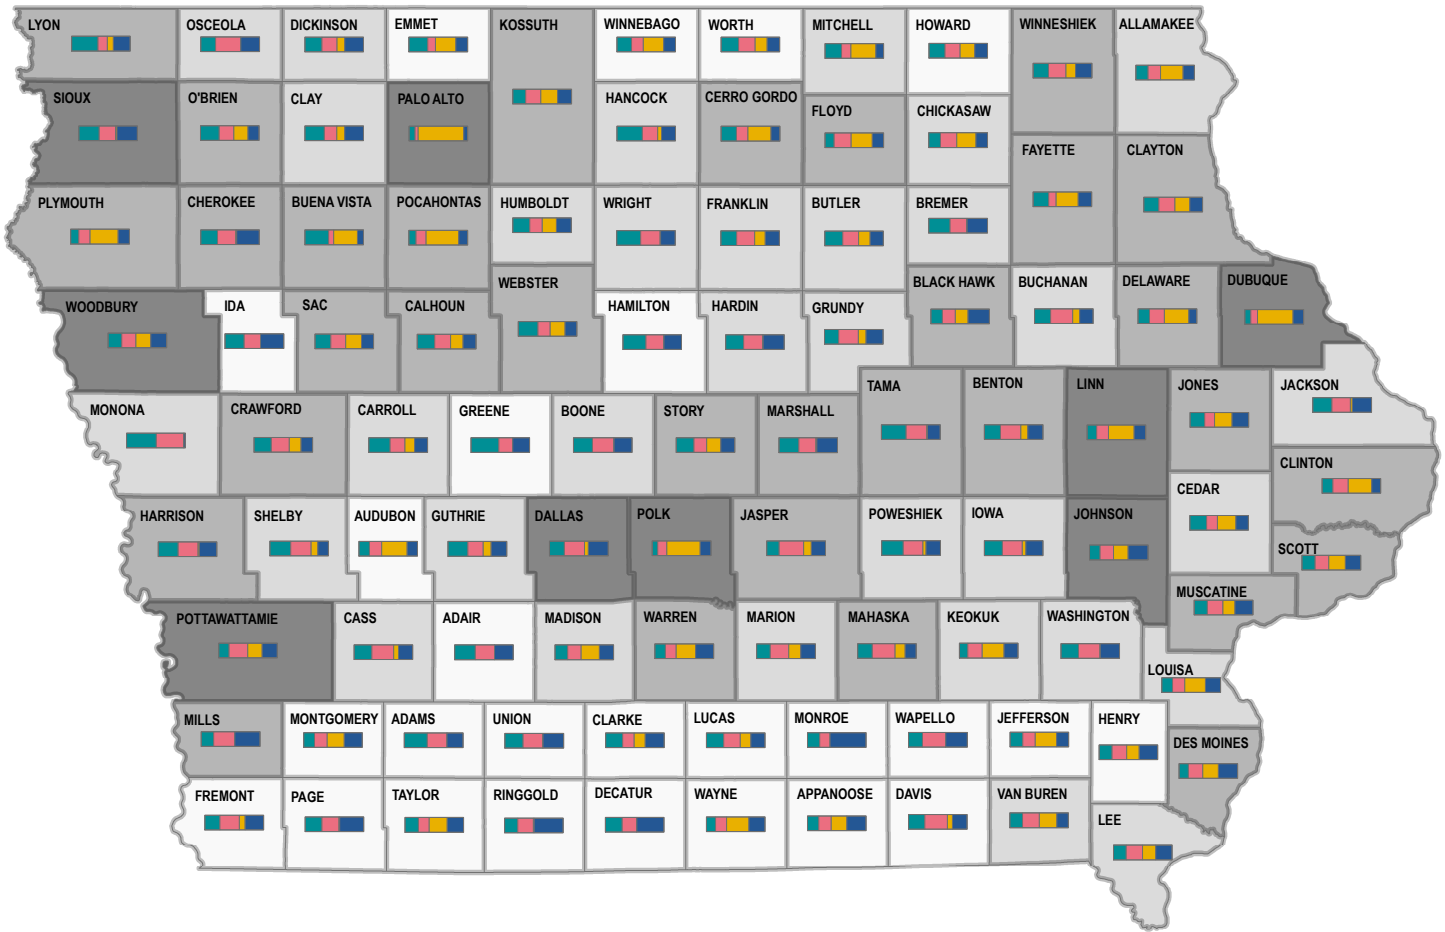 LYON
OSCEOLA
DICKINSON
EMMET
KOSSUTH
WINNEBAGO
WORTH
MITCHELL
HOWARD
WINNESHIEK
ALLAMAKEE
SIOUX
O'BRIEN
CLAY
PALO ALTO
HANCOCK
CERRO GORDO
FLOYD
CHICKASAW
FAYETTE
CLAYTON
PLYMOUTH
CHEROKEE
BUENA VISTA
POCAHONTAS
HUMBOLDT
WRIGHT
FRANKLIN
BUTLER
BREMER
WOODBURY
IDA
SAC
CALHOUN
WEBSTER
HAMILTON
HARDIN
GRUNDY
BLACK HAWK
BUCHANAN
DELAWARE
DUBUQUE
MONONA
CRAWFORD
CARROLL
GREENE
BOONE
STORY
MARSHALL
TAMA
BENTON
LINN
JONES
JACKSON
CLINTON
CEDAR
HARRISON
SHELBY
AUDUBON
GUTHRIE
DALLAS
POLK
JASPER
POWESHIEK
IOWA
JOHNSON
SCOTT
MUSCATINE
POTTAWATTAMIE
CASS
ADAIR
MADISON
WARREN
MARION
MAHASKA
KEOKUK
WASHINGTON
LOUISA
MILLS
MONTGOMERY
ADAMS
UNION
CLARKE
LUCAS
MONROE
WAPELLO
JEFFERSON
HENRY
DES MOINES
FREMONT
PAGE
TAYLOR
RINGGOLD
DECATUR
WAYNE
APPANOOSE
DAVIS
VAN BUREN
LEE